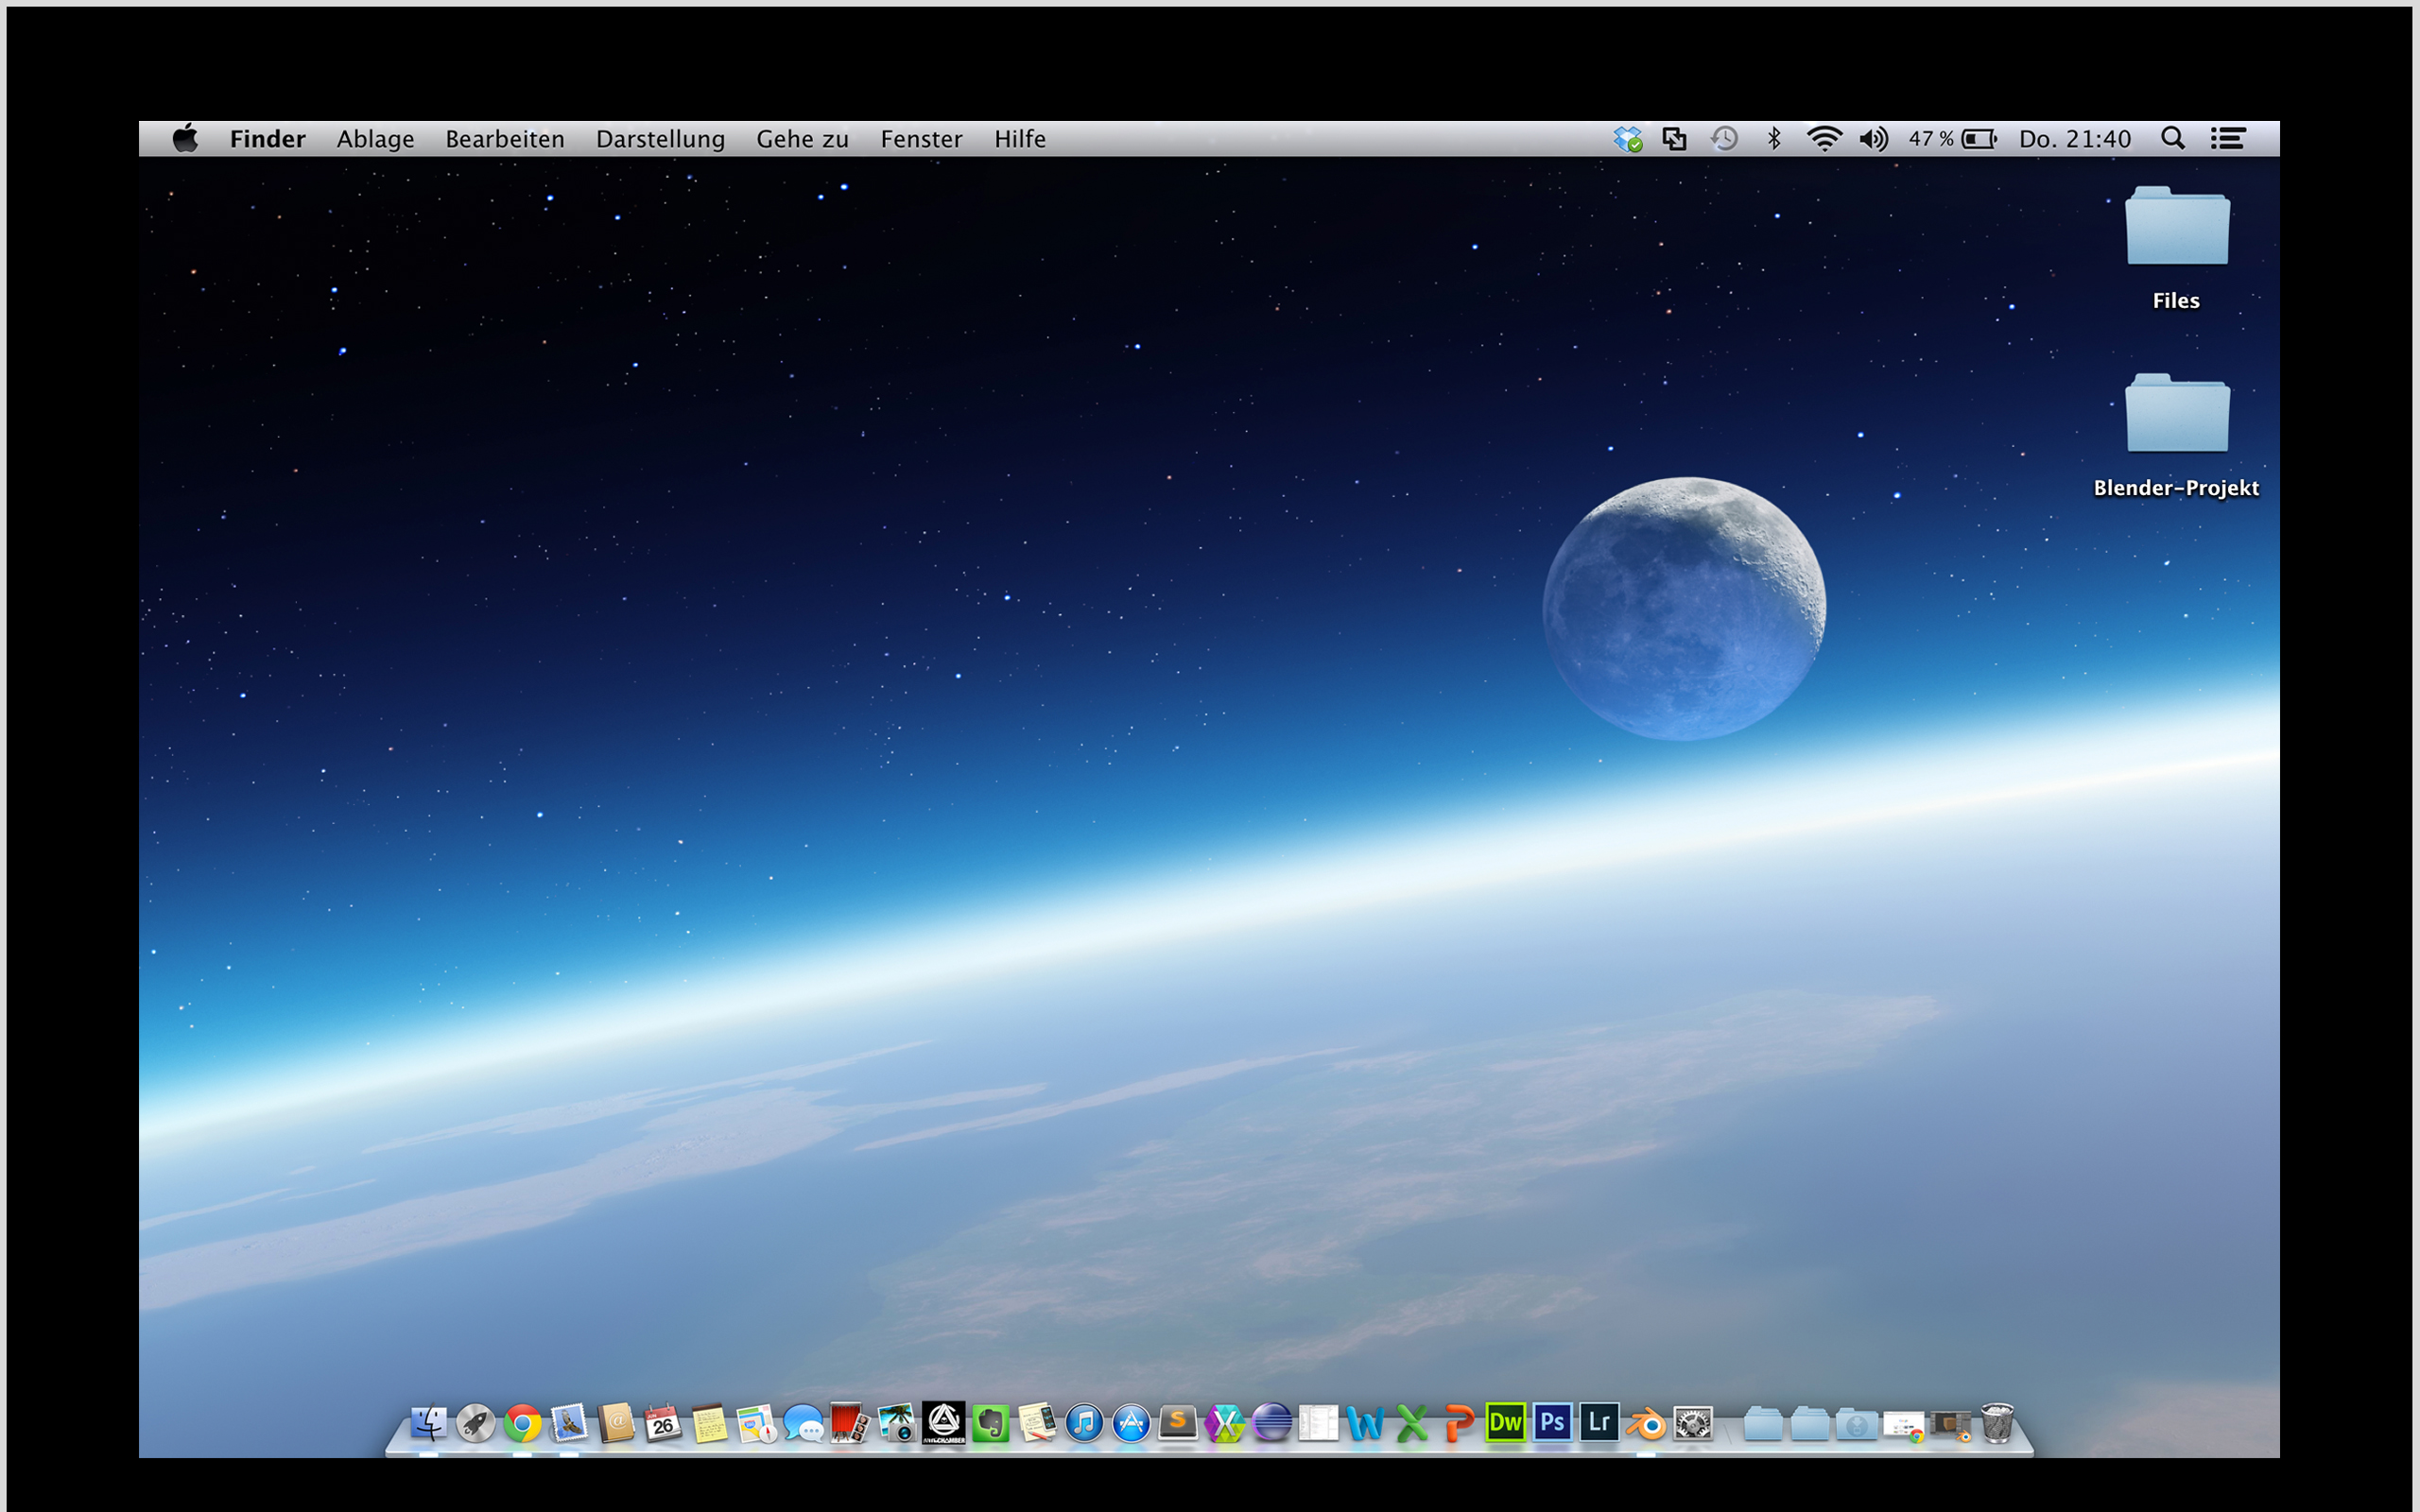 Finder Ablage Bearbeiten Darstellung Gehe zu Fenster Hilfe 47 % Do. 21:40
Files
Blender-Projekt
26 @ S W X P Dw Ps Lr